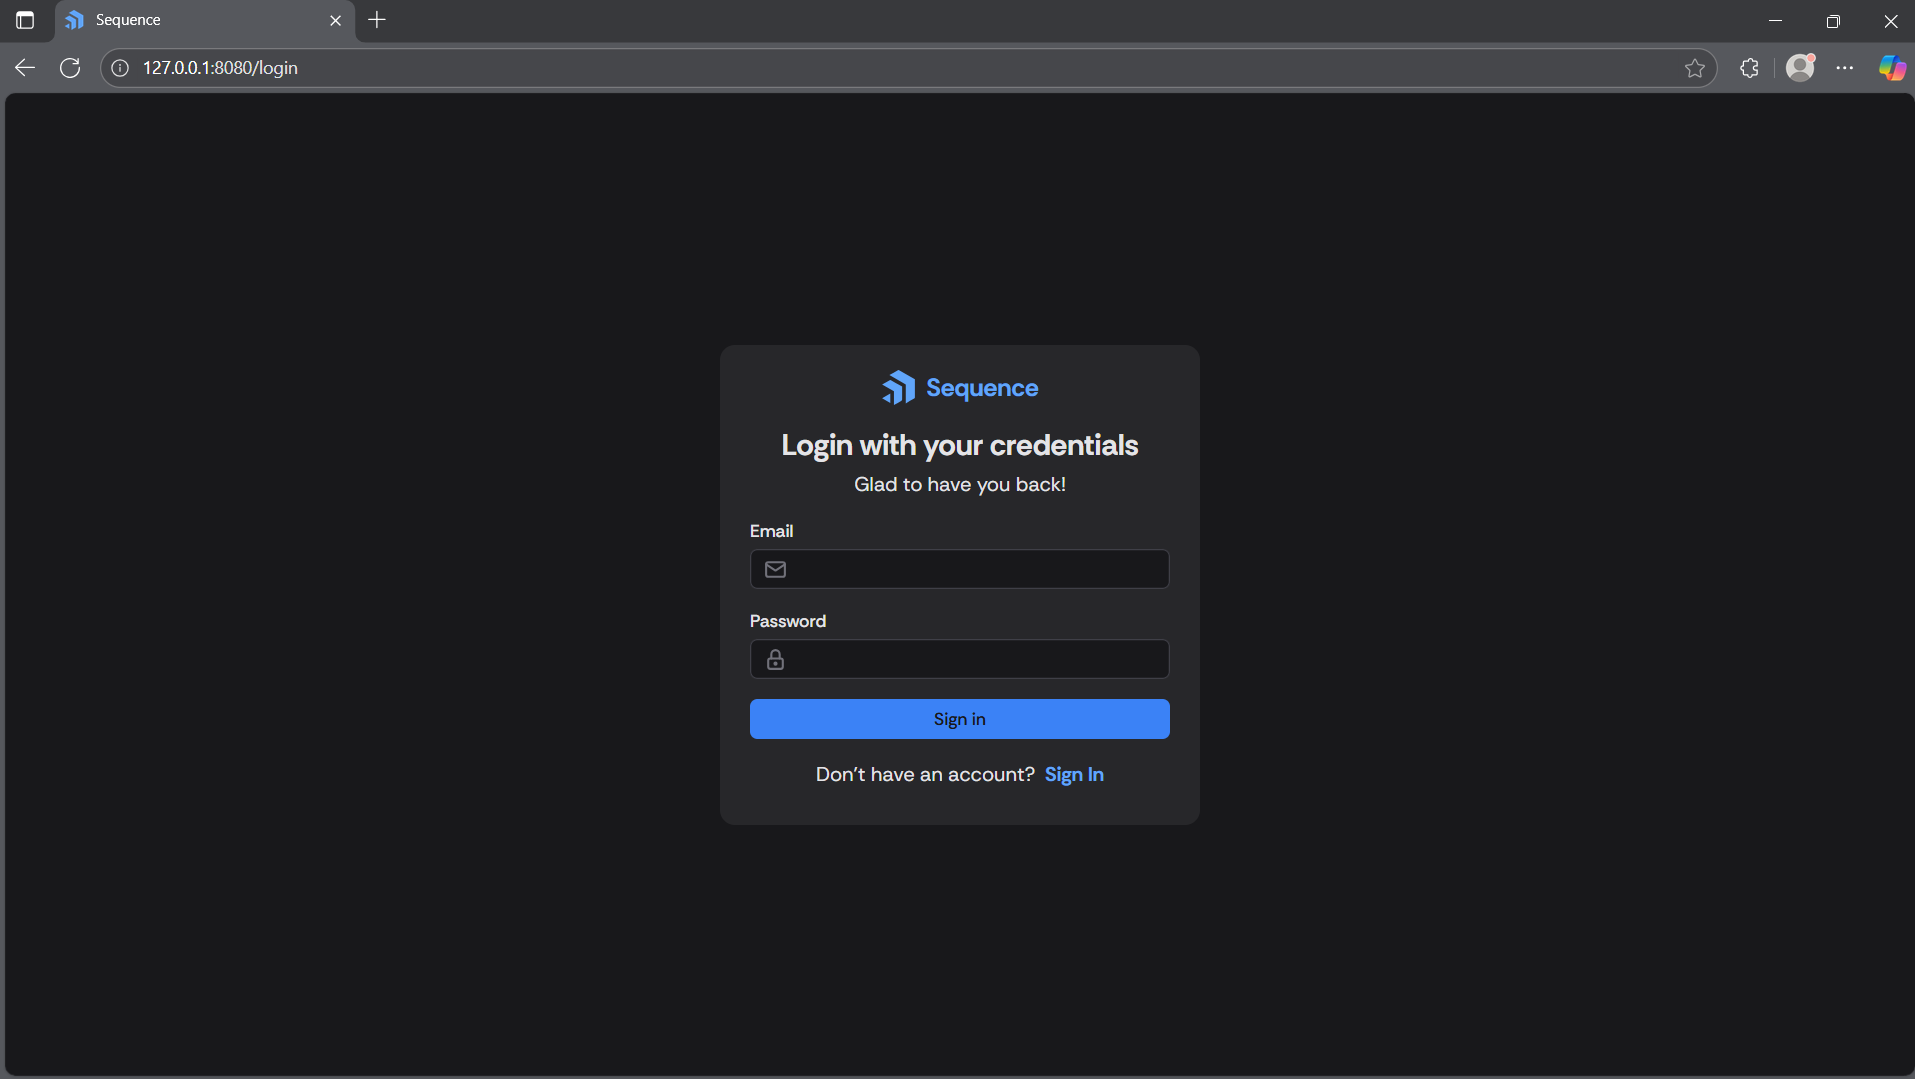 Sequence
127.0.0.1:8080/login
Sequence
Login with your credentials
Glad to have you back!
Email
Password
Sign in
Don't have an account? Sign In